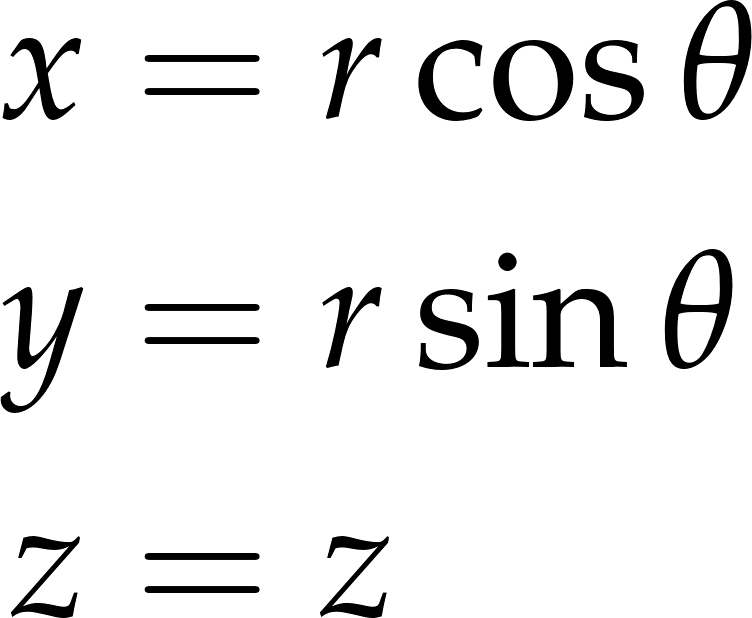 x = r cos θ
y = r sin θ
z = z